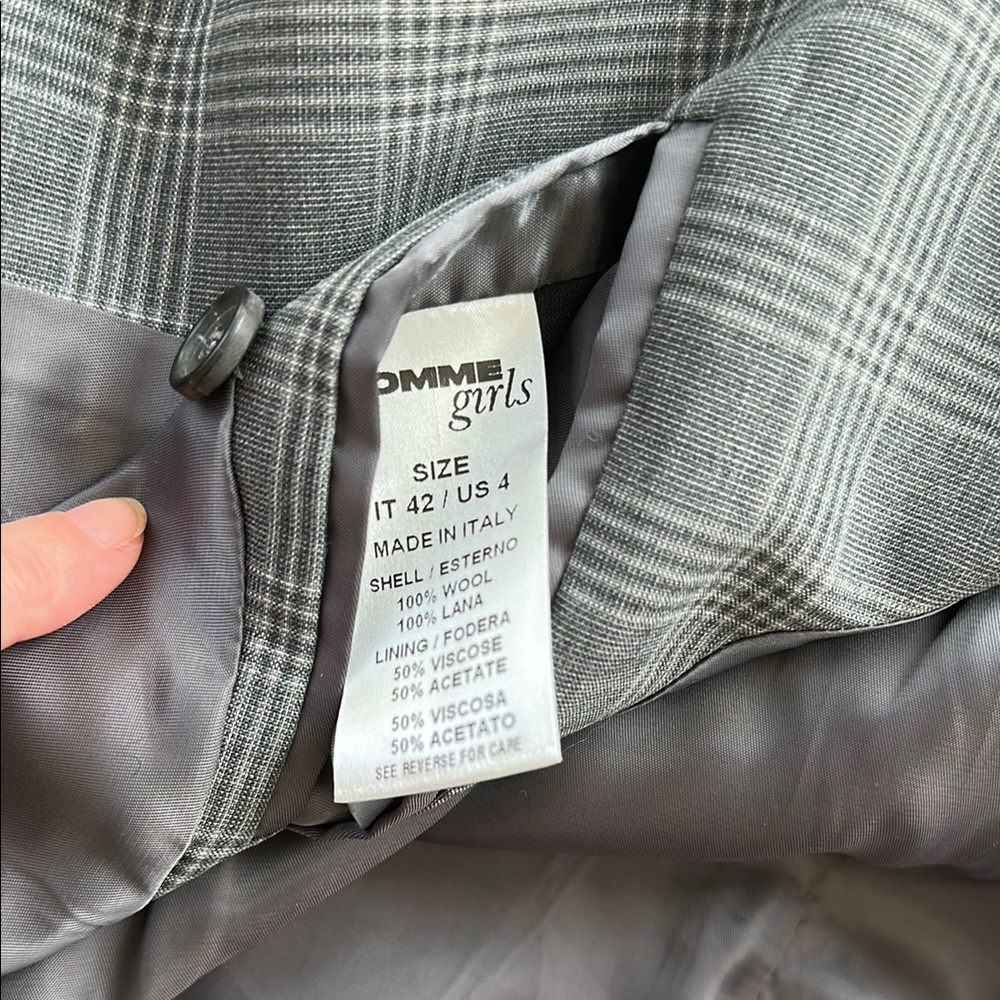 OMME
girls
SIZE
IT 42 / US 4
MADE IN ITALY
SHELL / ESTERNO
100% WOOL
100% LANA
LINING / FODERA
50% VISCOSE
50% ACETATE
50% VISCOSA
50% ACETATO
SEE REVERSE FOR CARE